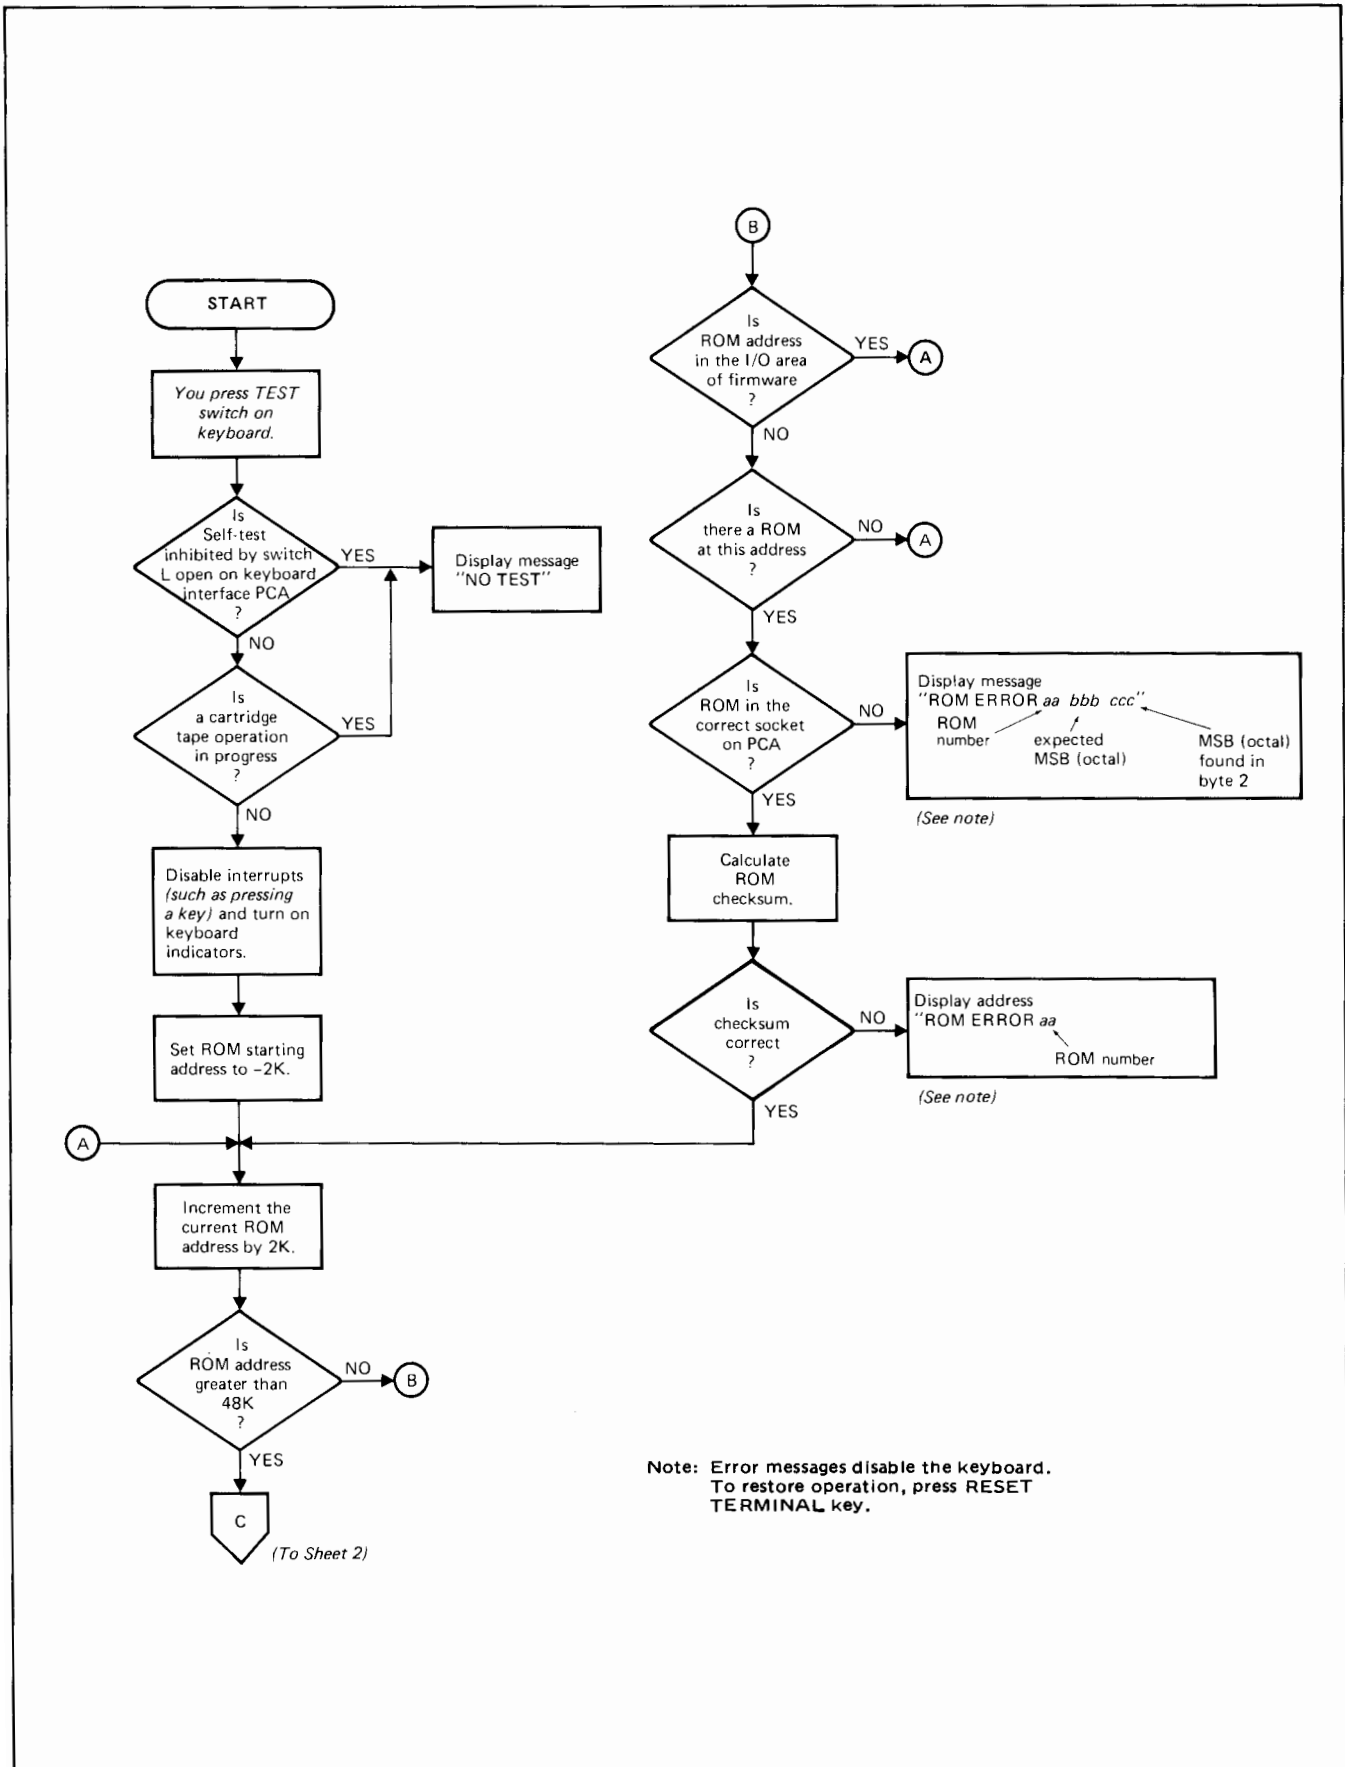 START
You press TEST
switch on
keyboard.
Is
Self-test
inhibited by switch
L open on keyboard
interface PCA
?
YES
NO
Display message
"NO TEST"
Is
a cartridge
tape operation
in progress
?
YES
NO
Disable interrupts
(such as pressing
a key) and turn on
keyboard
indicators.
Set ROM starting
address to –2K.
A
Increment the
current ROM
address by 2K.
Is
ROM address
greater than
48K
?
NO
B
YES
C
(To Sheet 2)
B
Is
ROM address
in the I/O area
of firmware
?
YES
A
NO
Is
there a ROM
at this address
?
NO
A
YES
Is
ROM in the
correct socket
on PCA
?
NO
YES
Display message
"ROM ERROR aa bbb ccc"
ROM
number
expected
MSB (octal)
MSB (octal)
found in
byte 2
(See note)
Calculate
ROM
checksum.
Is
checksum
correct
?
NO
YES
Display address
"ROM ERROR aa
ROM number
(See note)
Note: Error messages disable the keyboard.
To restore operation, press RESET
TERMINAL key.